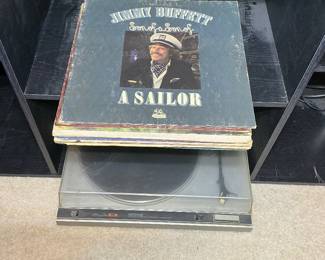 JIMMY BUFFETT
Son of a Son of
A SAILOR